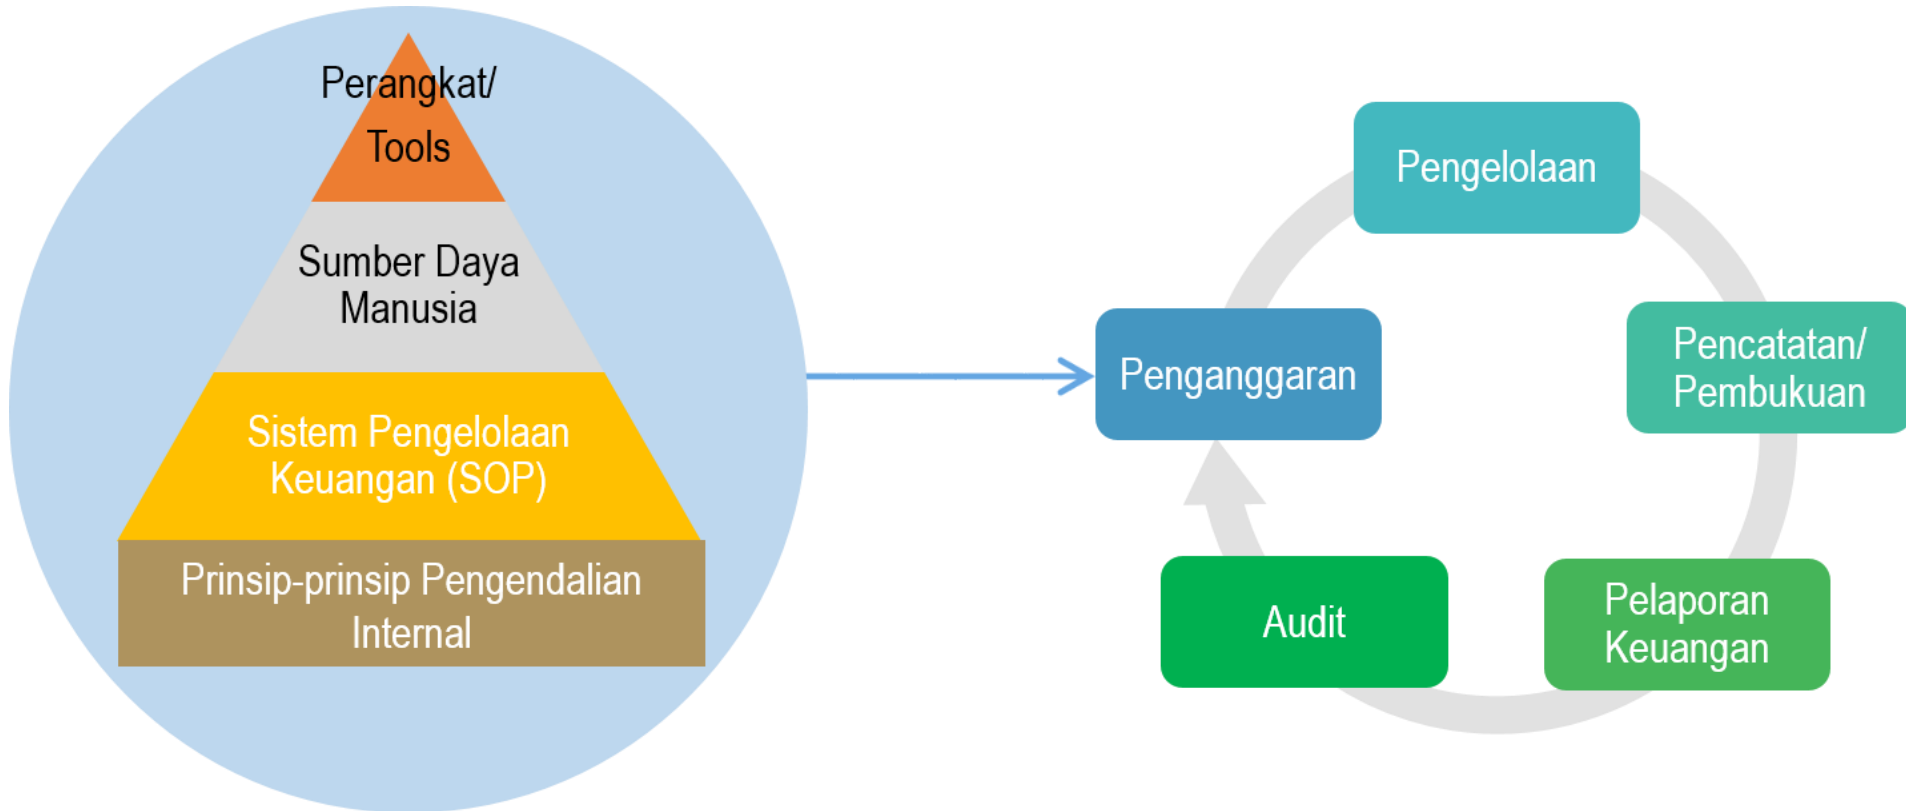 Perangkat/
Tools
Sumber Daya
Manusia
Sistem Pengelolaan
Keuangan (SOP)
Prinsip-prinsip Pengendalian
Internal
Pengelolaan
Pencatatan/
Pembukuan
Pelaporan
Keuangan
Audit
Penganggaran